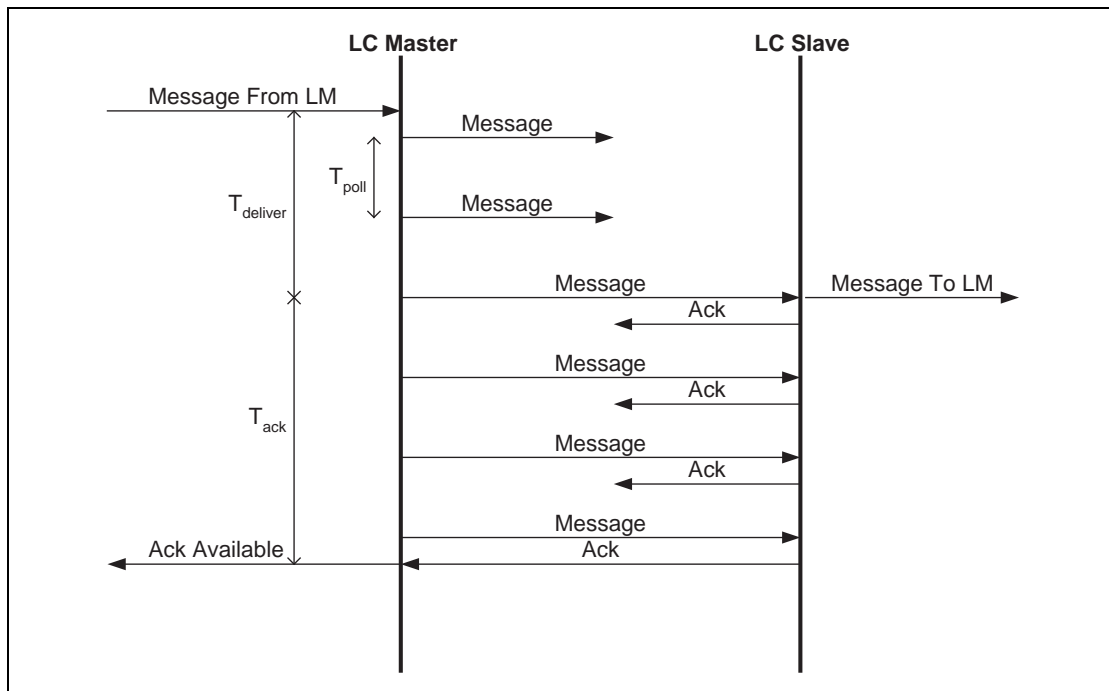 LC Master
LC Slave
Message From LM
Message
T_poll
Message
T_deliver
Message
Message To LM
Ack
Message
Ack
T_ack
Message
Ack
Message
Ack Available
Ack